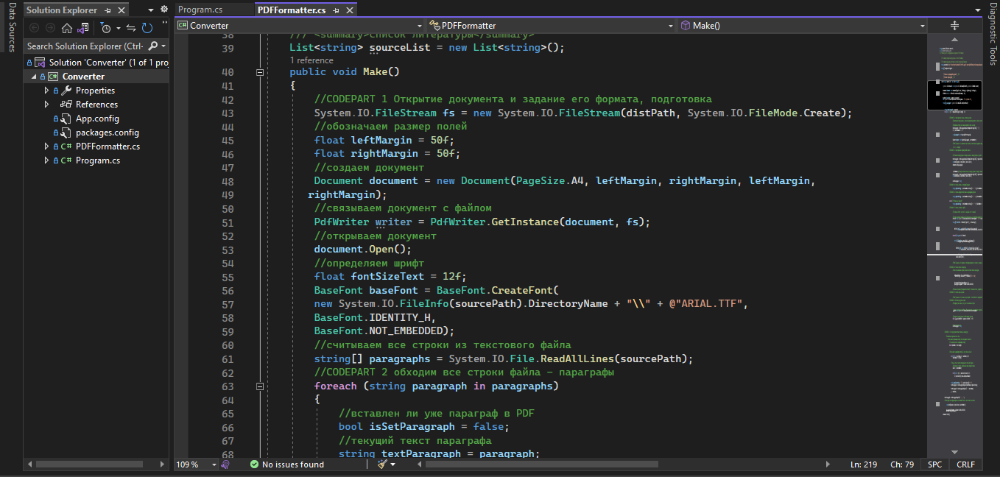 Data Sources
Solution Explorer
Search Solution Explorer (Ctrl-
Solution 'Converter' (1 of 1 proj
Converter
Properties
References
App.config
packages.config
C# PDFFormatter.cs
C# Program.cs
Program.cs
PDFFormatter.cs
C# Converter
PDFFormatter
Make()
38 /// <summary>Список литературы</summary>
39 List<string> sourceList = new List<string>();
1 reference
40 public void Make()
41 {
42 //CODEPART 1 Открытие документа и задание его формата, подготовка
43 System.IO.FileStream fs = new System.IO.FileStream(distPath, System.IO.FileMode.Create);
44 //обозначаем размер полей
45 float leftMargin = 50f;
46 float rightMargin = 50f;
47 //создаем документ
48 Document document = new Document(PageSize.A4, leftMargin, rightMargin, leftMargin,
49 rightMargin);
50 //связываем документ с файлом
51 PdfWriter writer = PdfWriter.GetInstance(document, fs);
52 //открываем документ
53 document.Open();
54 //определяем шрифт
55 float fontSizeText = 12f;
56 BaseFont baseFont = BaseFont.CreateFont(
57 new System.IO.FileInfo(sourcePath).DirectoryName + "\\" + @"ARIAL.TTF",
58 BaseFont.IDENTITY_H,
59 BaseFont.NOT_EMBEDDED);
60 //считываем все строки из текстового файла
61 string[] paragraphs = System.IO.File.ReadAllLines(sourcePath);
62 //CODEPART 2 обходим все строки файла - параграфы
63 foreach (string paragraph in paragraphs)
64 {
65 //вставлен ли уже параграф в PDF
66 bool isSetParagraph = false;
67 //текущий текст параграфа
68 string textParagraph = paragraph;
109 %
No issues found
Ln: 219
Ch: 79
SPC
CRLF
Diagnostic Tools